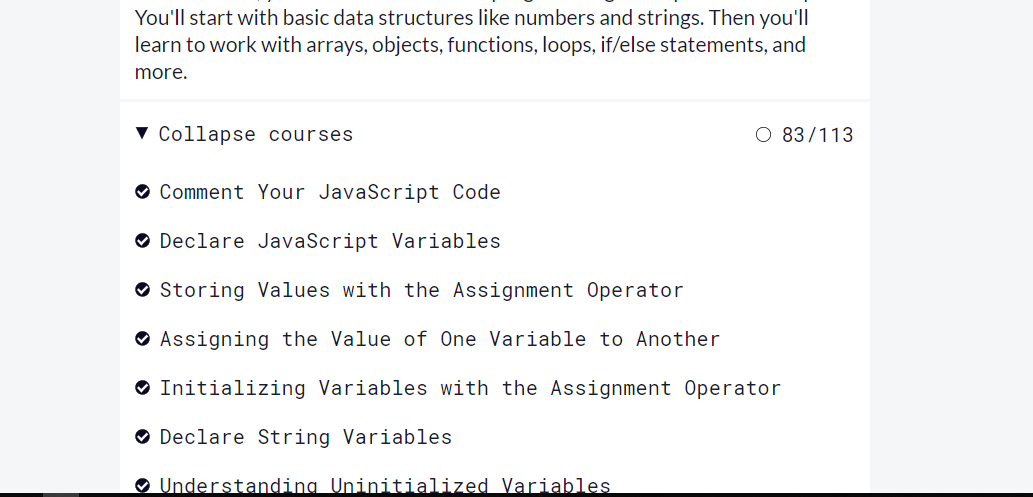 You'll start with basic data structures like numbers and strings. Then you'll
learn to work with arrays, objects, functions, loops, if/else statements, and
more.
Collapse courses 83/113
Comment Your JavaScript Code
Declare JavaScript Variables
Storing Values with the Assignment Operator
Assigning the Value of One Variable to Another
Initializing Variables with the Assignment Operator
Declare String Variables
Understanding Uninitialized Variables